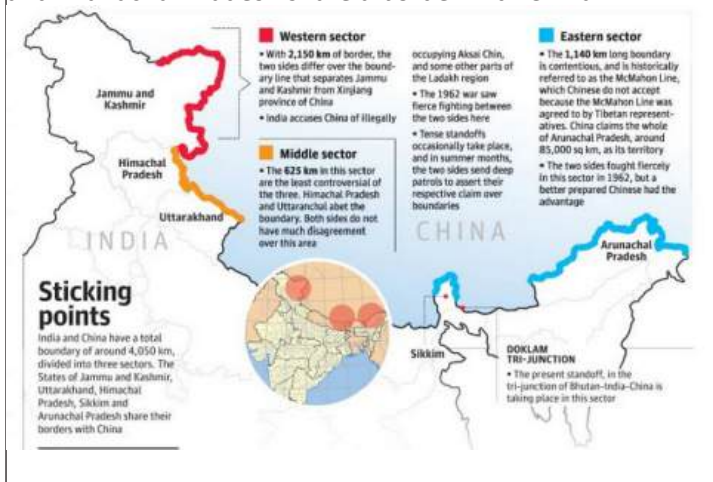 Western sector
• With 2,150 km of border, the
two sides differ over the bound-
ary line that separates Jammu
and Kashmir from Xinjiang
province of China
• India accuses China of illegally
occupying Aksai Chin,
and some other parts of
the Ladakh region
• The 1962 war saw
fierce fighting between
the two sides here
• Tense standoffs
occasionally take place,
and in summer months,
the two sides send deep
patrols to assert their
respective claim over
boundaries
Eastern sector
• The 1,140 km long boundary
is contentious, and is historically
referred to as the McMahon Line,
which Chinese do not accept
because the McMahon Line was
agreed to by Tibetan represent-
atives. China claims the whole
of Arunachal Pradesh, around
85,000 sq km, as its territory
• The two sides fought fiercely
in this sector in 1962, but a
better prepared Chinese had the
advantage
Middle sector
• The 625 km in this sector
are the least controversial of
the three. Himachal Pradesh
and Uttaranchal abet the
boundary. Both sides do not
have much disagreement
over this area
Jammu and
Kashmir
Himachal
Pradesh
Uttarakhand
INDIA
CHINA
Arunachal
Pradesh
Sikkim
Sticking
points
India and China have a total
boundary of around 4,050 km,
divided into three sectors. The
States of Jammu and Kashmir,
Uttarakhand, Himachal
Pradesh, Sikkim and
Arunachal Pradesh share their
borders with China
DOKLAM
TRI-JUNCTION
• The present standoff, in the
tri-junction of Bhutan-India-China is
taking place in this sector